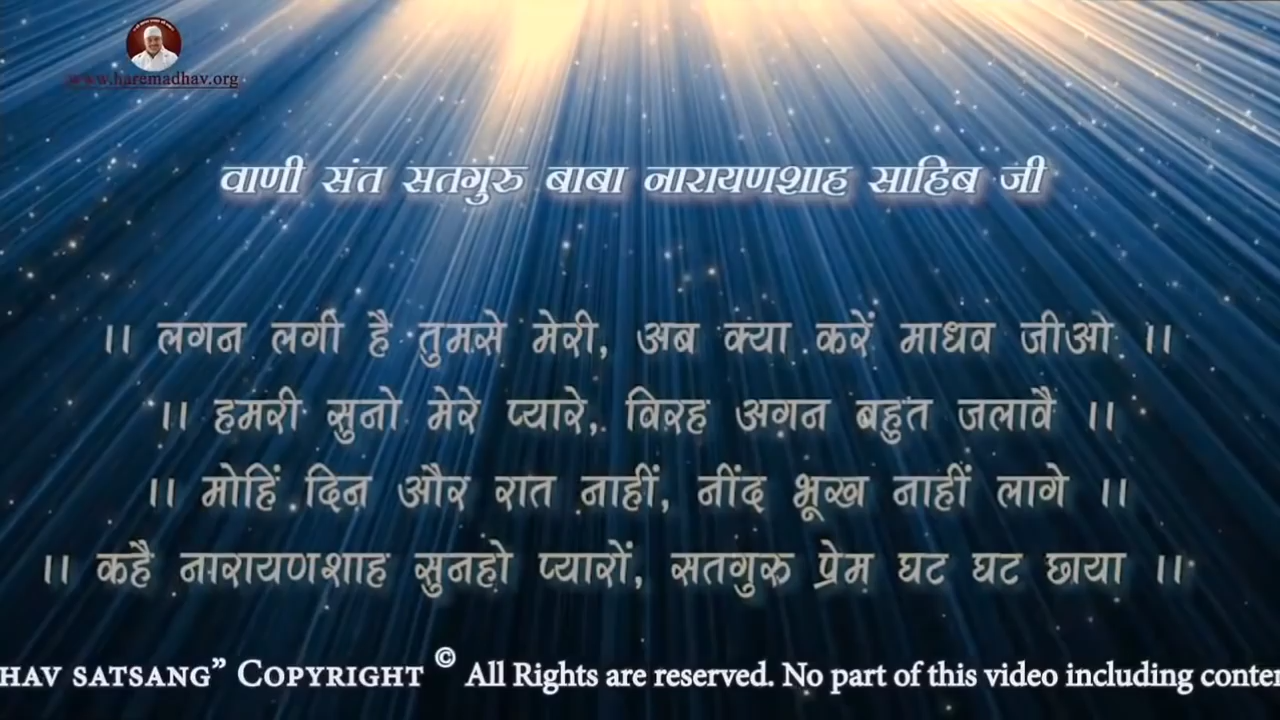 www.haremadhav.org
वाणी संत सतगुरु बाबा नारायणशाह साहिब जी
।। लगन लगी है तुमसे मेरी, अब क्या करें माधव जीओ ।।
।। हमरी सुनो मेरे प्यारे, विरह अगन बहुत जलावै ।।
।। मोहिं दिन और रात नाहीं, नींद भूख नाहीं लागे ।।
।। कहै नारायणशाह सुनहो प्यारों, सतगुरु प्रेम घट घट छाया ।।
HAV SATSANG” COPYRIGHT © All Rights are reserved. No part of this video including conten